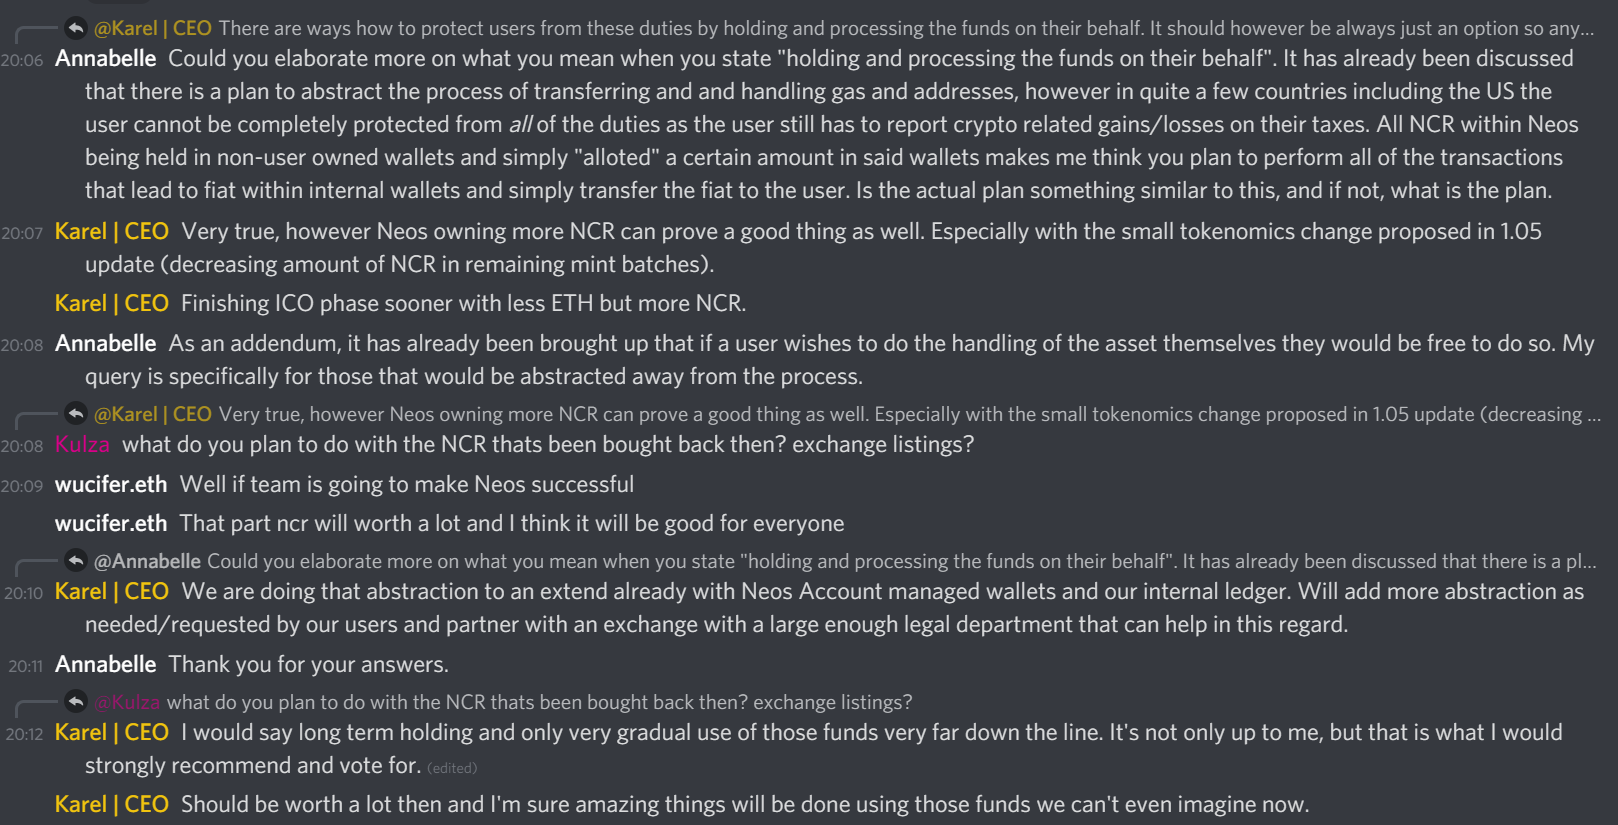 @Karel | CEO There are ways how to protect users from these duties by holding and processing the funds on their behalf. It should however be always just an option so any...
20:06 Annabelle Could you elaborate more on what you mean when you state "holding and processing the funds on their behalf". It has already been discussed
that there is a plan to abstract the process of transferring and and handling gas and addresses, however in quite a few countries including the US the
user cannot be completely protected from all of the duties as the user still has to report crypto related gains/losses on their taxes. All NCR within Neos
being held in non-user owned wallets and simply "alloted" a certain amount in said wallets makes me think you plan to perform all of the transactions
that lead to fiat within internal wallets and simply transfer the fiat to the user. Is the actual plan something similar to this, and if not, what is the plan.
20:07 Karel | CEO Very true, however Neos owning more NCR can prove a good thing as well. Especially with the small tokenomics change proposed in 1.05
update (decreasing amount of NCR in remaining mint batches).
Karel | CEO Finishing ICO phase sooner with less ETH but more NCR.
20:08 Annabelle As an addendum, it has already been brought up that if a user wishes to do the handling of the asset themselves they would be free to do so. My
query is specifically for those that would be abstracted away from the process.
@Karel | CEO Very true, however Neos owning more NCR can prove a good thing as well. Especially with the small tokenomics change proposed in 1.05 update (decreasing ...
20:08 Kulza what do you plan to do with the NCR thats been bought back then? exchange listings?
20:09 wucifer.eth Well if team is going to make Neos successful
wucifer.eth That part ncr will worth a lot and I think it will be good for everyone
@Annabelle Could you elaborate more on what you mean when you state "holding and processing the funds on their behalf". It has already been discussed that there is a pl...
20:10 Karel | CEO We are doing that abstraction to an extend already with Neos Account managed wallets and our internal ledger. Will add more abstraction as
needed/requested by our users and partner with an exchange with a large enough legal department that can help in this regard.
20:11 Annabelle Thank you for your answers.
@Kulza what do you plan to do with the NCR thats been bought back then? exchange listings?
20:12 Karel | CEO I would say long term holding and only very gradual use of those funds very far down the line. It's not only up to me, but that is what I would
strongly recommend and vote for. (edited)
Karel | CEO Should be worth a lot then and I'm sure amazing things will be done using those funds we can't even imagine now.